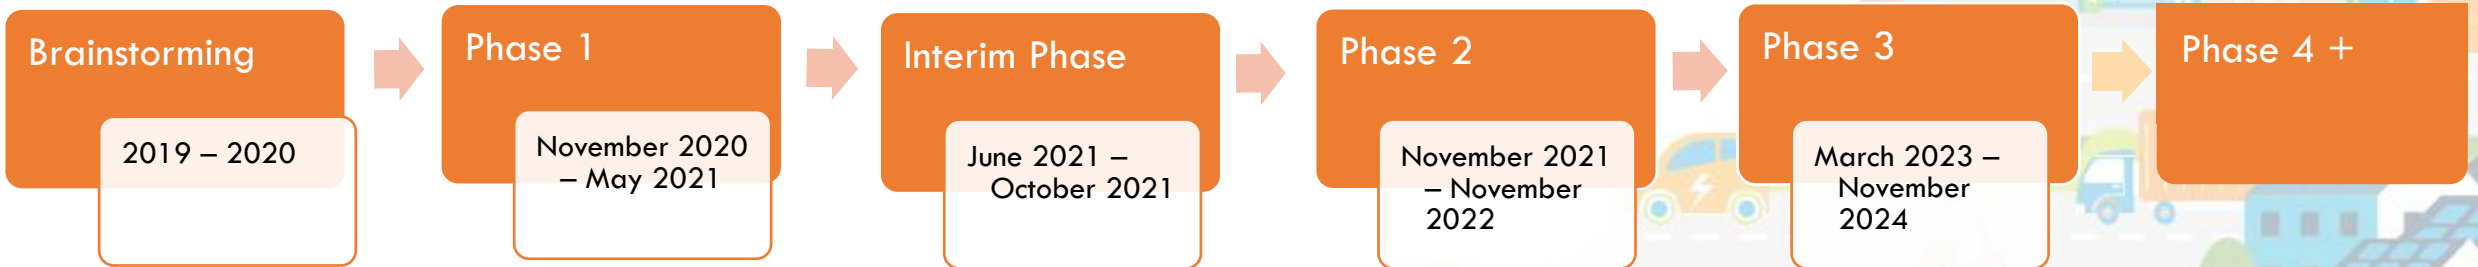 Brainstorming
2019 – 2020
Phase 1
November 2020
– May 2021
Interim Phase
June 2021 –
October 2021
Phase 2
November 2021
– November
2022
Phase 3
March 2023 –
November
2024
Phase 4 +